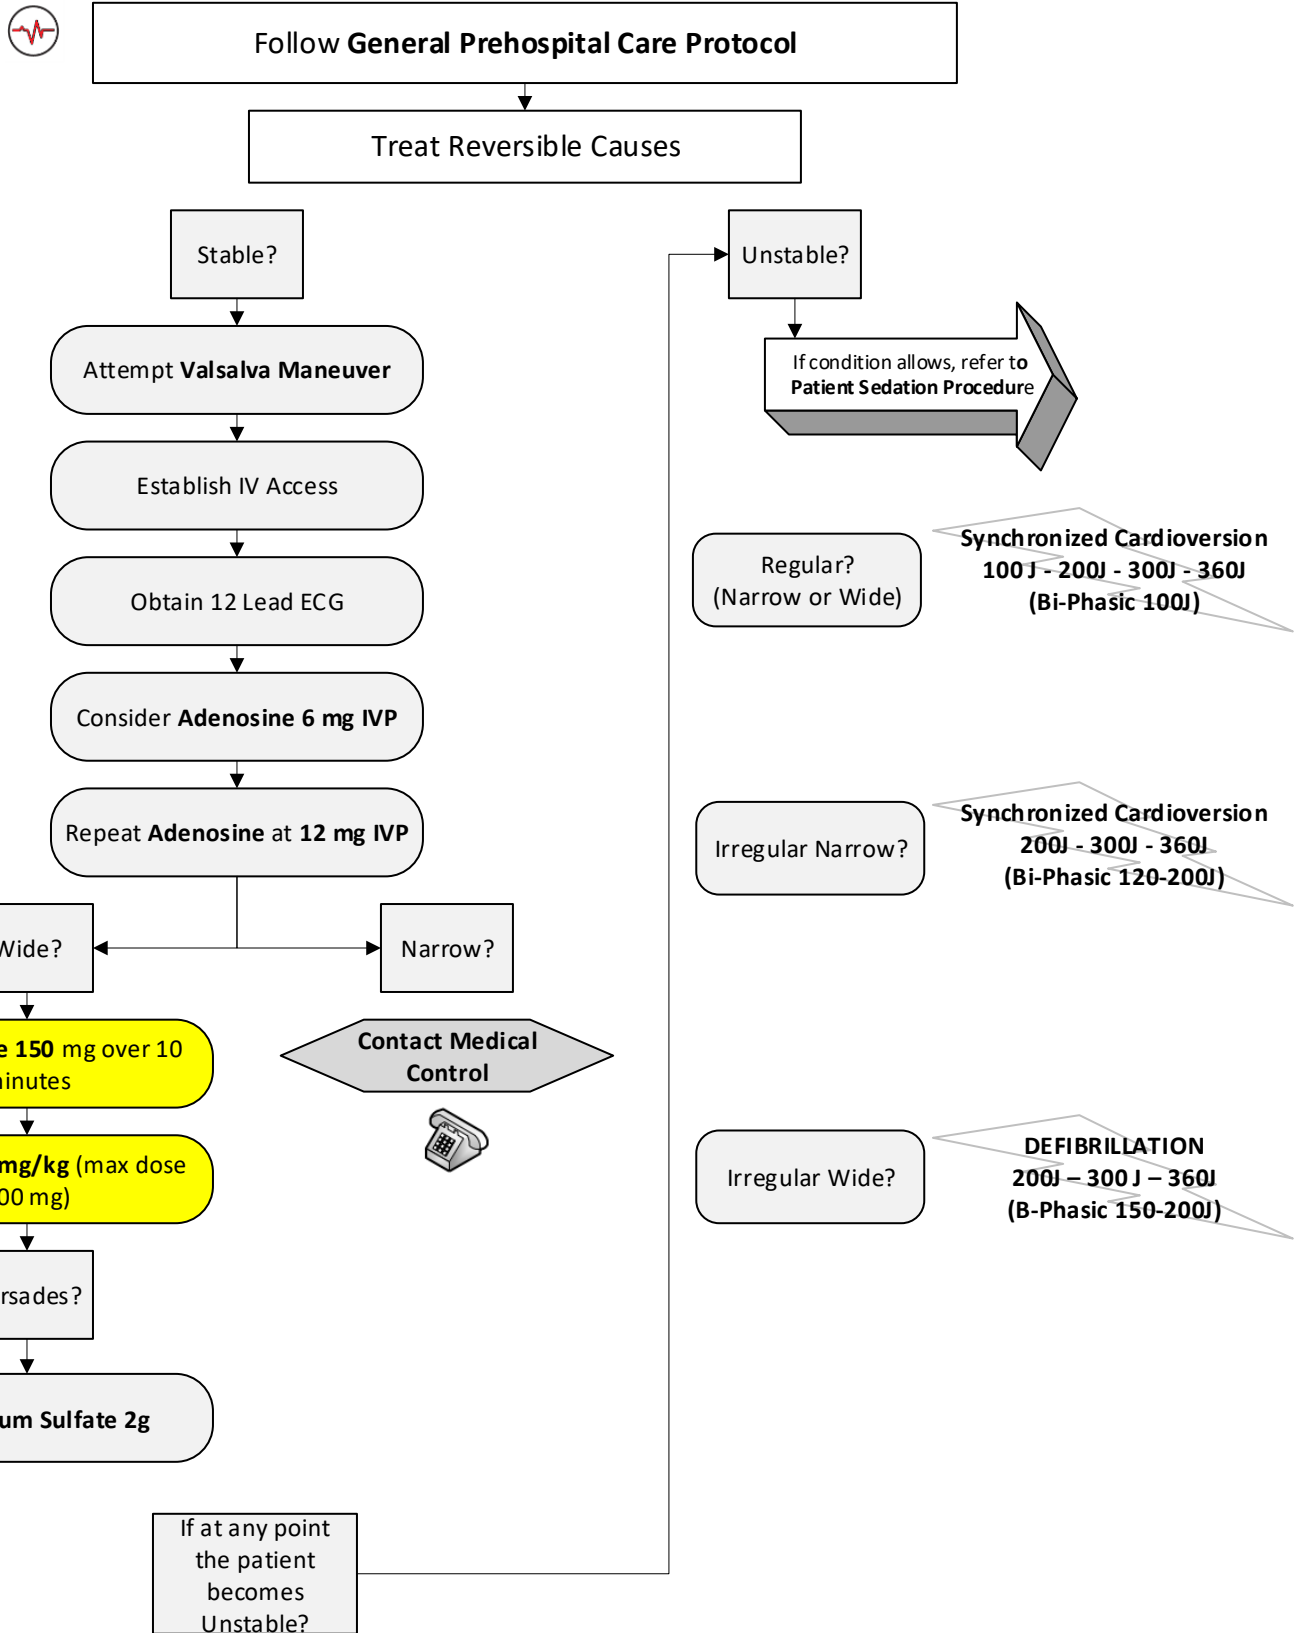 Follow General Prehospital Care Protocol
Treat Reversible Causes
Stable?
Attempt Valsalva Maneuver
Establish IV Access
Obtain 12 Lead ECG
Consider Adenosine 6 mg IVP
Repeat Adenosine at 12 mg IVP
Wide?
Narrow?
150 mg over 10
Contact Medical
Control
mg/kg (max dose
mg)
Sulfate 2g
If at any point
the patient
becomes
Unstable?
Unstable?
If condition allows, refer to
Patient Sedation Procedure
Regular?
(Narrow or Wide)
Synchronized Cardioversion
100 J - 200J - 300J - 360J
(Bi-Phasic 100J)
Irregular Narrow?
Synchronized Cardioversion
200J - 300J - 360J
(Bi-Phasic 120-200J)
Irregular Wide?
DEFIBRILLATION
200J – 300 J – 360J
(B-Phasic 150-200J)